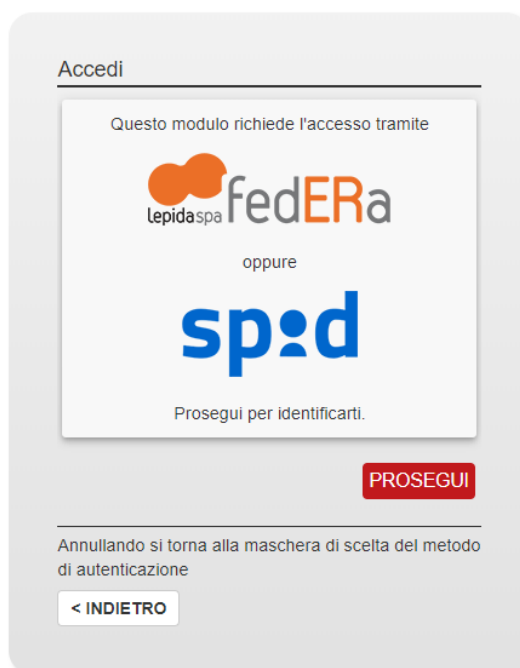 Accedi
Questo modulo richiede l'accesso tramite
lepidaspa fedERa
oppure
spid
Prosegui per identificarti.
PROSEGUI
Annullando si torna alla maschera di scelta del metodo
di autenticazione
< INDIETRO